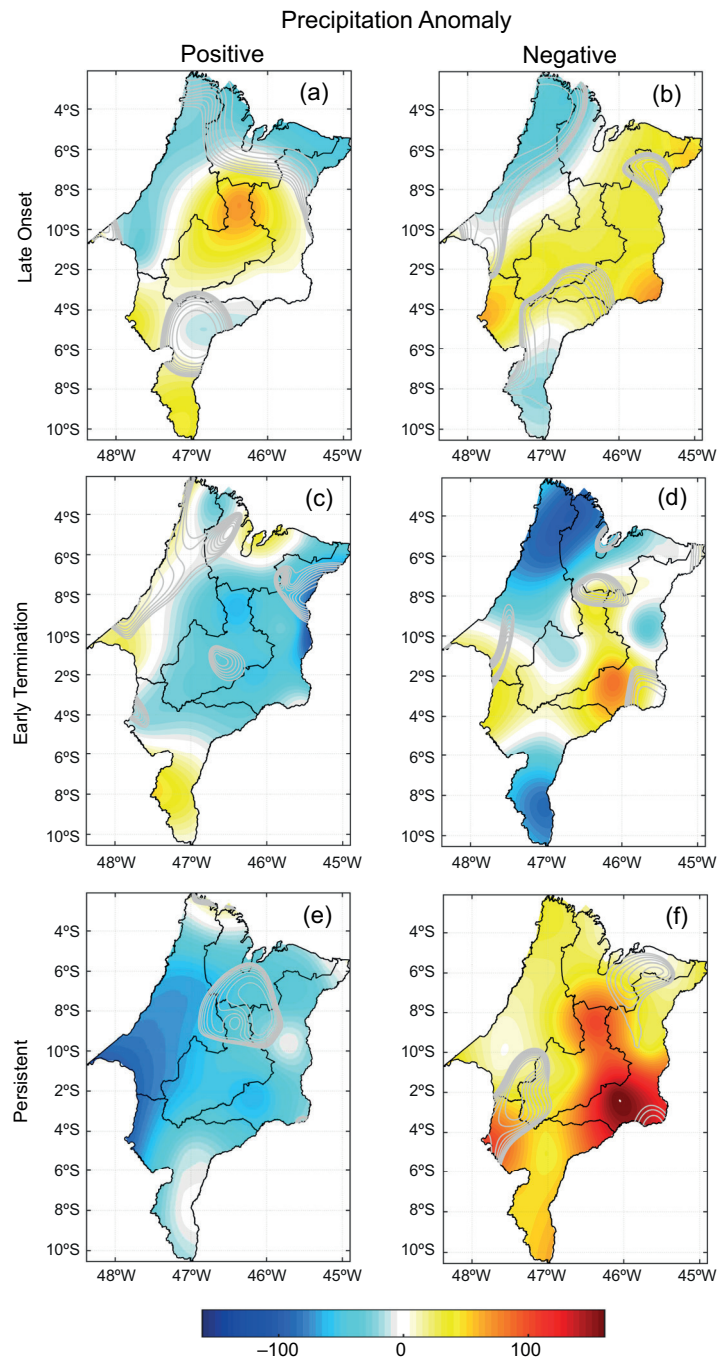 Precipitation Anomaly
Positive
Negative
(a)
(b)
Late Onset
4ºS
6ºS
8ºS
10ºS
2ºS
4ºS
6ºS
8ºS
10ºS
48ºW 47ºW 46ºW 45ºW
4ºS
6ºS
8ºS
10ºS
2ºS
4ºS
6ºS
8ºS
10ºS
48ºW 47ºW 46ºW 45ºW
(c)
(d)
Early Termination
4ºS
6ºS
8ºS
10ºS
2ºS
4ºS
6ºS
8ºS
10ºS
48ºW 47ºW 46ºW 45ºW
4ºS
6ºS
8ºS
10ºS
2ºS
4ºS
6ºS
8ºS
10ºS
48ºW 47ºW 46ºW 45ºW
(e)
(f)
Persistent
4ºS
6ºS
8ºS
10ºS
2ºS
4ºS
6ºS
8ºS
10ºS
48ºW 47ºW 46ºW 45ºW
4ºS
6ºS
8ºS
10ºS
2ºS
4ºS
6ºS
8ºS
10ºS
48ºW 47ºW 46ºW 45ºW
–100 0 100